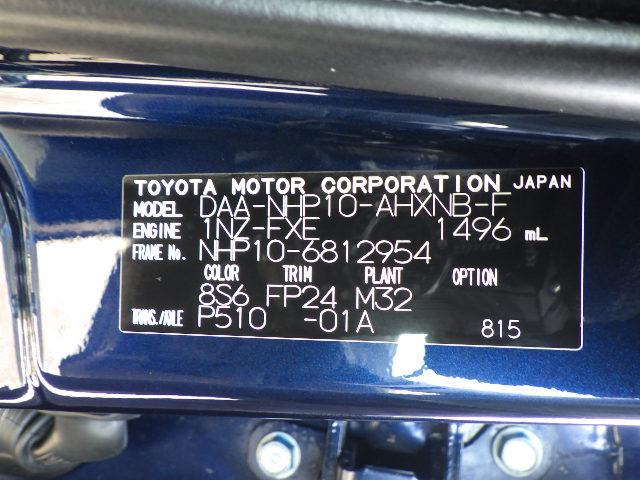 TOYOTA MOTOR CORPORATION JAPAN
MODEL DAA-NHP10-AHXNB-F
ENGINE 1NZ-FXE 1496 mL
FRAME No. NHP10-6812954
COLOR TRIM PLANT OPTION
8S6 FP24 M32
TRANS./AXLE P510 -01A 815